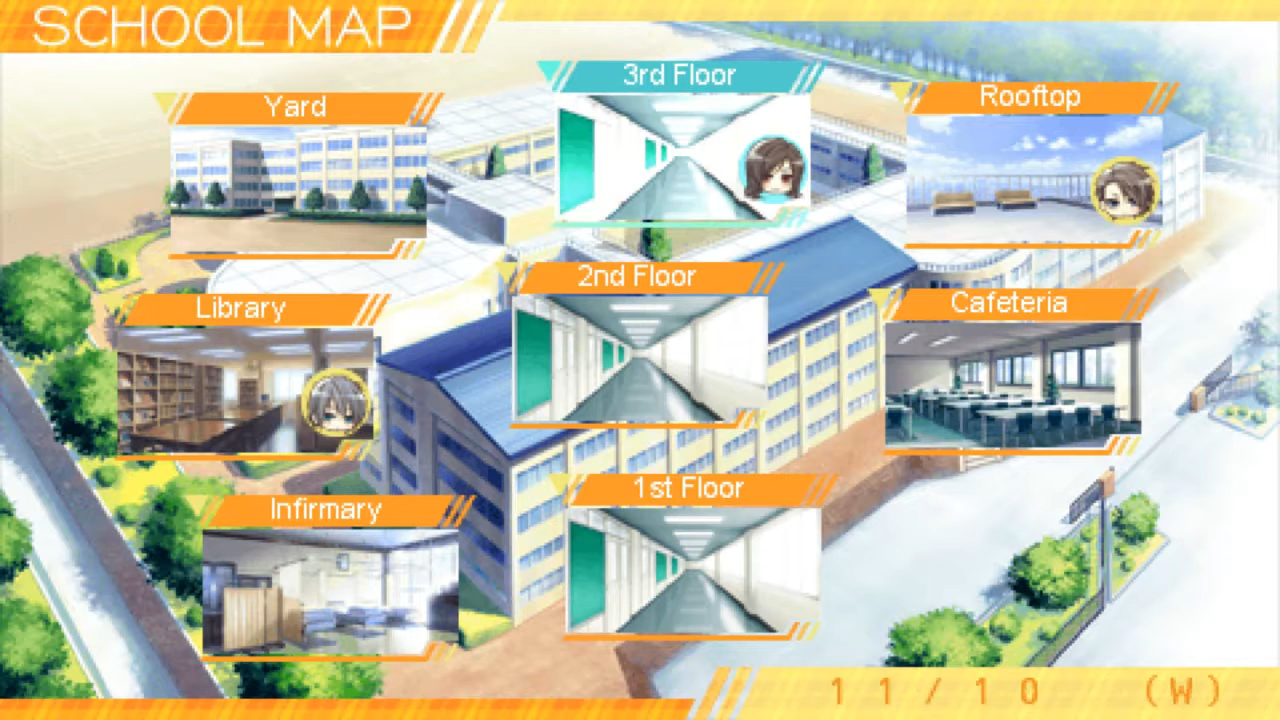 SCHOOL MAP
3rd Floor
Yard
Rooftop
2nd Floor
Library
Cafeteria
1st Floor
Infirmary
11/10 (W)